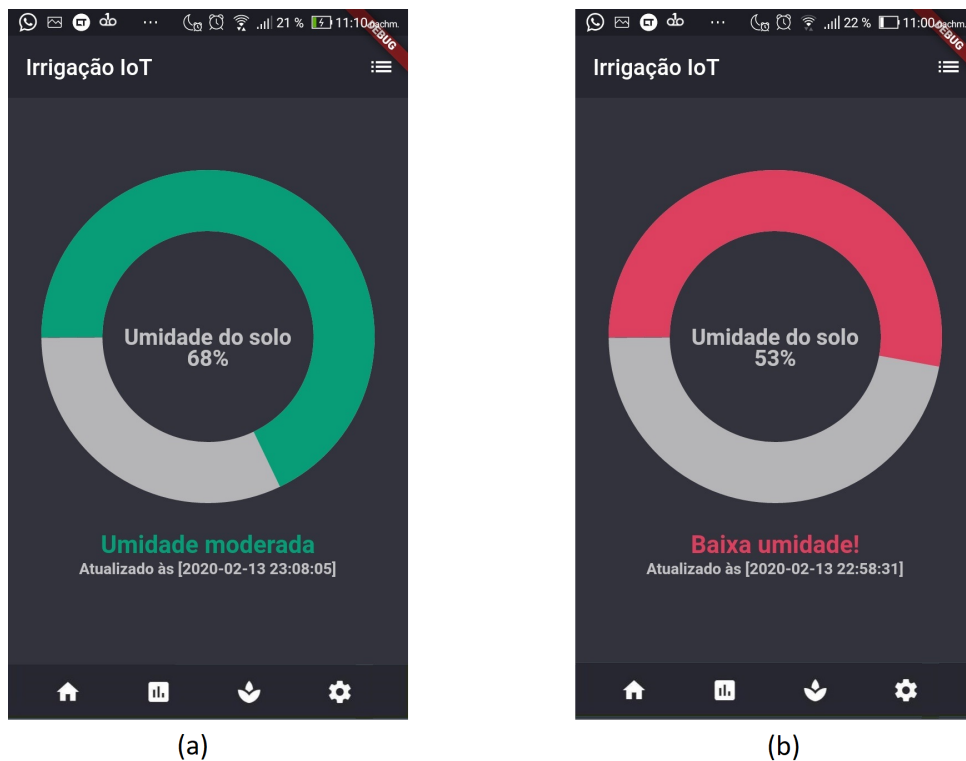 21 % 11:10 pachm.
DEBUG
Irrigação IoT
Umidade do solo
68%
Umidade moderada
Atualizado às [2020-02-13 23:08:05]
(a)
22 % 11:00 pachm.
DEBUG
Irrigação IoT
Umidade do solo
53%
Baixa umidade!
Atualizado às [2020-02-13 22:58:31]
(b)